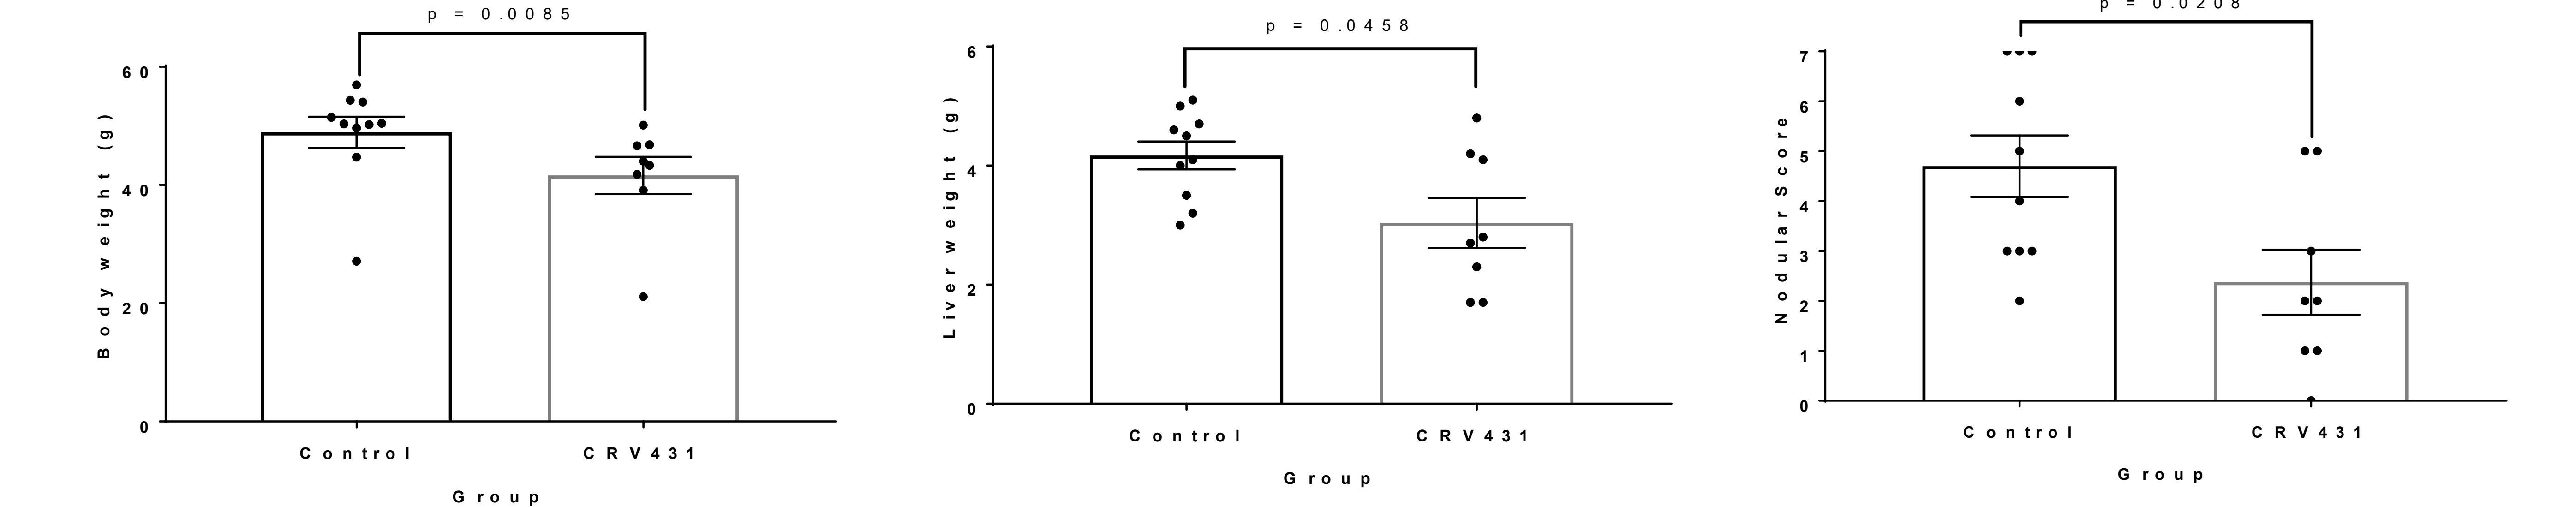 p = 0.0085
Body weight (g)
60
40
20
0
Control CRV431
Group
p = 0.0458
Liver weight (g)
6
4
2
0
Control CRV431
Group
p = 0.0208
Nodular Score
7
6
5
4
3
2
1
0
Control CRV431
Group